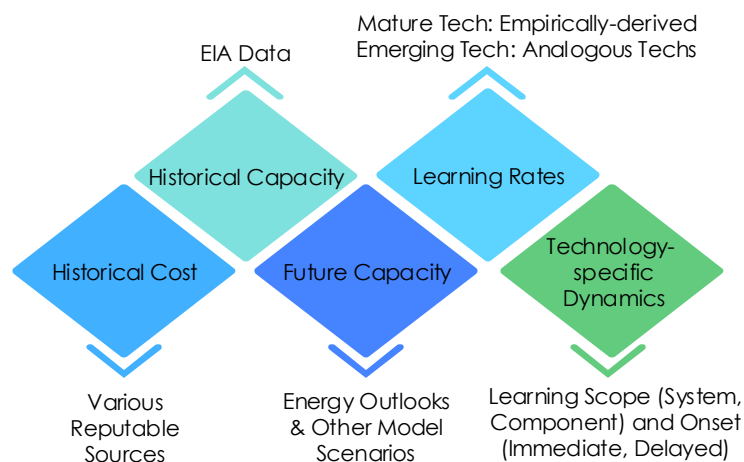 Mature Tech: Empirically-derived
Emerging Tech: Analogous Techs
EIA Data
Historical Capacity
Learning Rates
Historical Cost
Future Capacity
Technology-
specific
Dynamics
Various
Reputable
Sources
Energy Outlooks
& Other Model
Scenarios
Learning Scope (System,
Component) and Onset
(Immediate, Delayed)